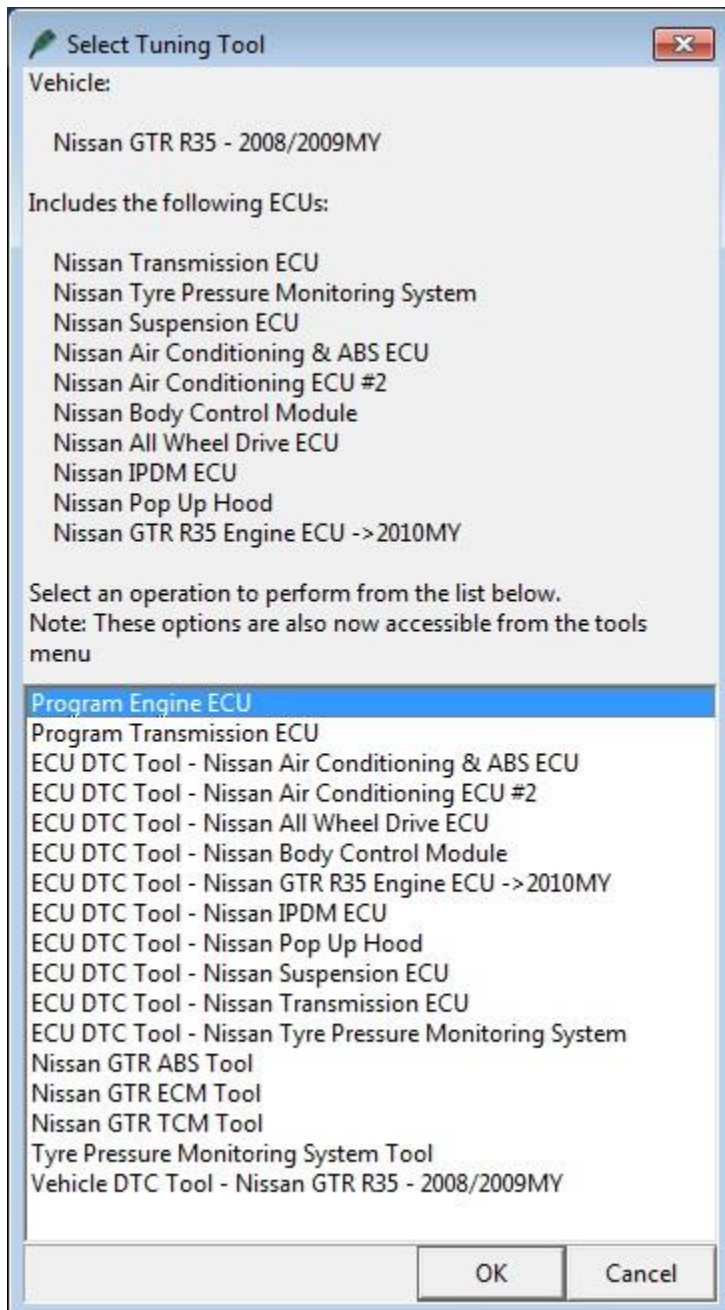 Select Tuning Tool
Vehicle:
Nissan GTR R35 - 2008/2009MY
Includes the following ECUs:
Nissan Transmission ECU
Nissan Tyre Pressure Monitoring System
Nissan Suspension ECU
Nissan Air Conditioning & ABS ECU
Nissan Air Conditioning ECU #2
Nissan Body Control Module
Nissan All Wheel Drive ECU
Nissan IPDM ECU
Nissan Pop Up Hood
Nissan GTR R35 Engine ECU ->2010MY
Select an operation to perform from the list below.
Note: These options are also now accessible from the tools
menu
Program Engine ECU
Program Transmission ECU
ECU DTC Tool - Nissan Air Conditioning & ABS ECU
ECU DTC Tool - Nissan Air Conditioning ECU #2
ECU DTC Tool - Nissan All Wheel Drive ECU
ECU DTC Tool - Nissan Body Control Module
ECU DTC Tool - Nissan GTR R35 Engine ECU ->2010MY
ECU DTC Tool - Nissan IPDM ECU
ECU DTC Tool - Nissan Pop Up Hood
ECU DTC Tool - Nissan Suspension ECU
ECU DTC Tool - Nissan Transmission ECU
ECU DTC Tool - Nissan Tyre Pressure Monitoring System
Nissan GTR ABS Tool
Nissan GTR ECM Tool
Nissan GTR TCM Tool
Tyre Pressure Monitoring System Tool
Vehicle DTC Tool - Nissan GTR R35 - 2008/2009MY
OK Cancel